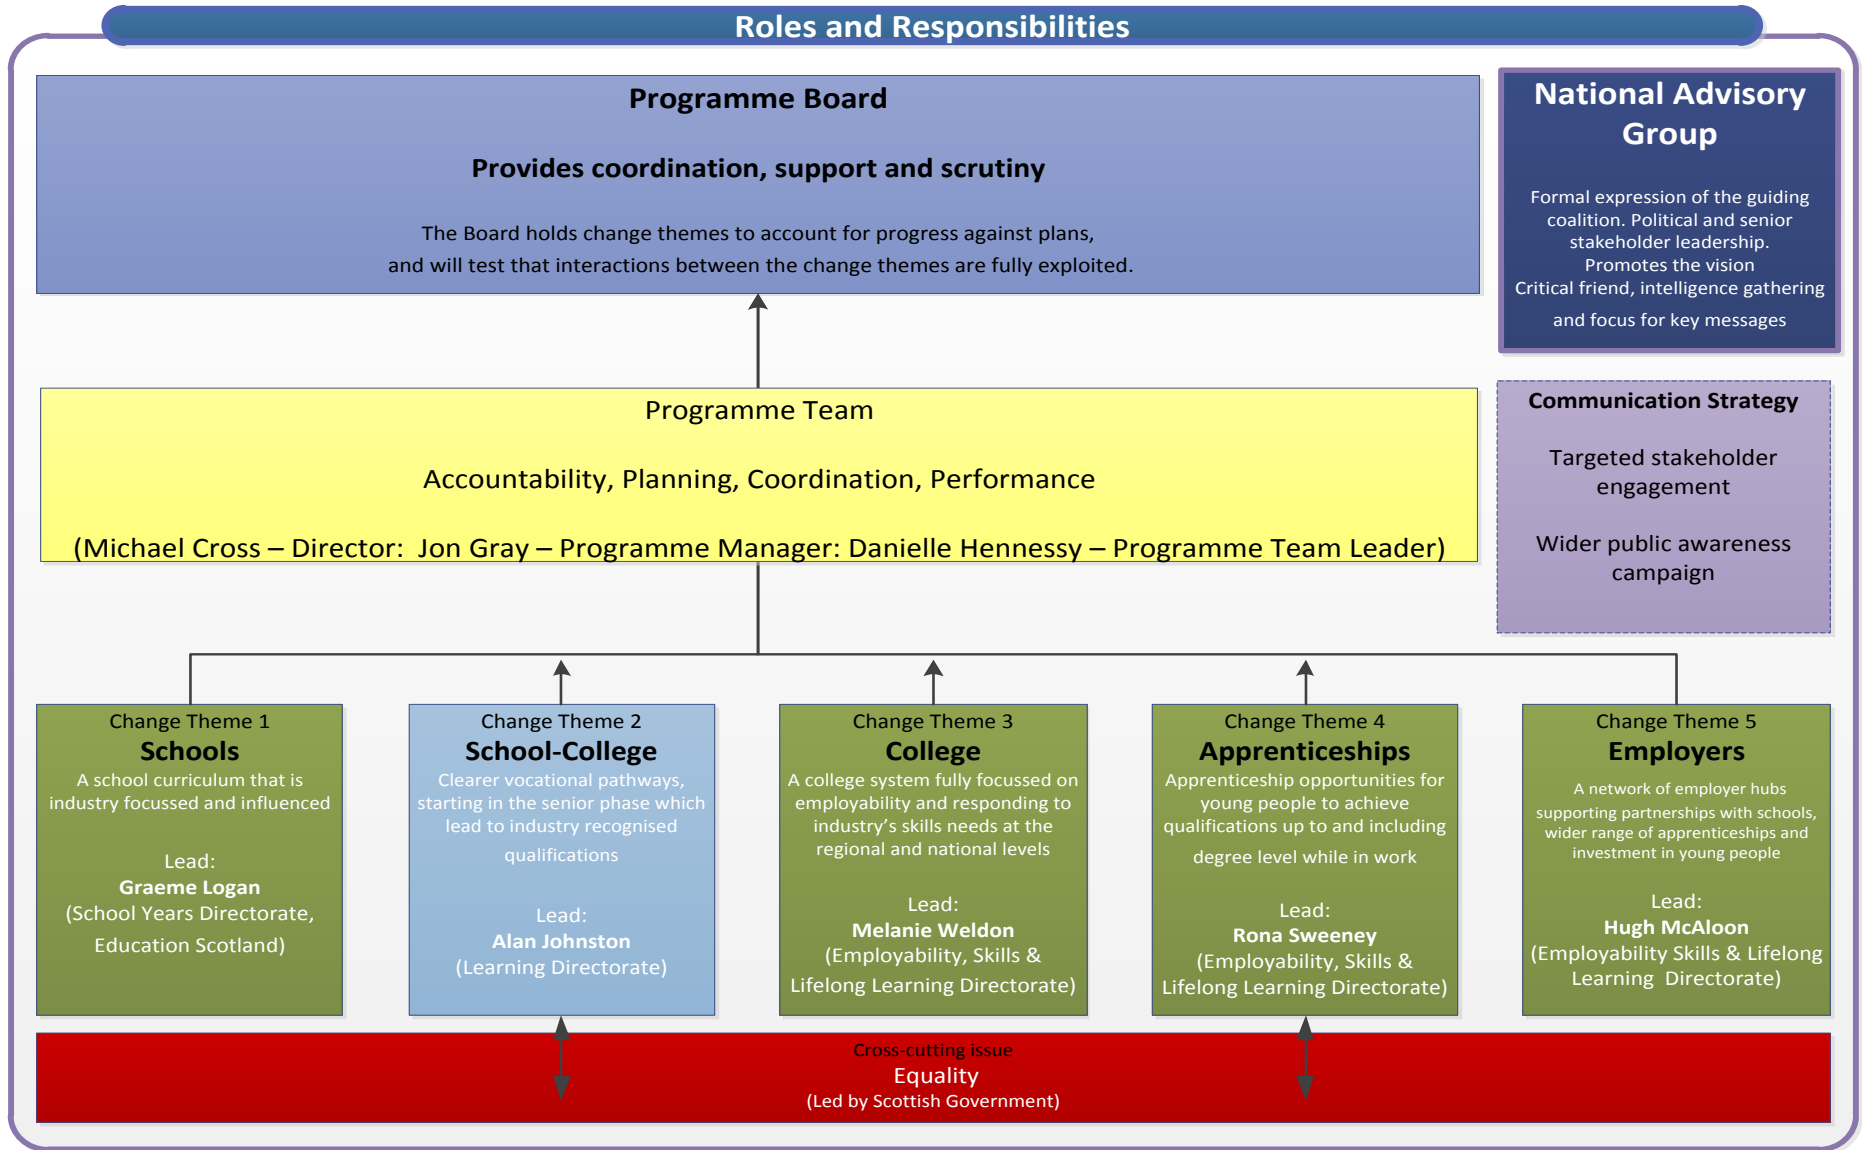 Roles and Responsibilities
Programme Board
Provides coordination, support and scrutiny
The Board holds change themes to account for progress against plans,
and will test that interactions between the change themes are fully exploited.
National Advisory
Group
Formal expression of the guiding
coalition. Political and senior
stakeholder leadership.
Promotes the vision
Critical friend, intelligence gathering
and focus for key messages
Programme Team
Accountability, Planning, Coordination, Performance
(Michael Cross – Director:  Jon Gray – Programme Manager: Danielle Hennessy – Programme Team Leader)
Communication Strategy
Targeted stakeholder
engagement
Wider public awareness
campaign
Change Theme 1
Schools
A school curriculum that is
industry focussed and influenced
Lead:
Graeme Logan
(School Years Directorate,
Education Scotland)
Change Theme 2
School-College
Clearer vocational pathways,
starting in the senior phase which
lead to industry recognised
qualifications
Lead:
Alan Johnston
(Learning Directorate)
Change Theme 3
College
A college system fully focussed on
employability and responding to
industry's skills needs at the
regional and national levels
Lead:
Melanie Weldon
(Employability, Skills &
Lifelong Learning Directorate)
Change Theme 4
Apprenticeships
Apprenticeship opportunities for
young people to achieve
qualifications up to and including
degree level while in work
Lead:
Rona Sweeney
(Employability, Skills &
Lifelong Learning Directorate)
Change Theme 5
Employers
A network of employer hubs
supporting partnerships with schools,
wider range of apprenticeships and
investment in young people
Lead:
Hugh McAloon
(Employability Skills & Lifelong
Learning  Directorate)
Cross-cutting issue
Equality
(Led by Scottish Government)